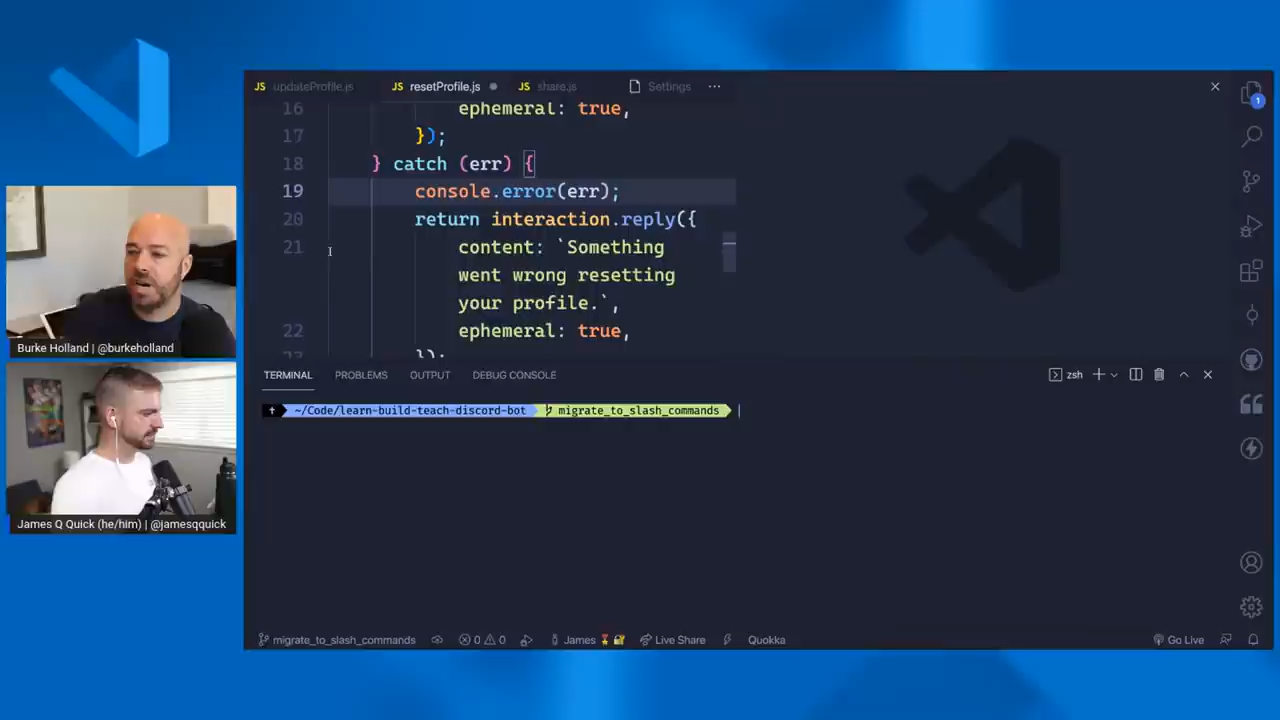 JS updateProfile.js JS resetProfile.js JS share.js Settings ...
16 ephemeral: true,
17 });
18 } catch (err) {
19 console.error(err);
20 return interaction.reply({
21 content: `Something
went wrong resetting
your profile.`,
22 ephemeral: true,
23 });
1
Burke Holland | @burkeholland
James Q Quick (he/him) | @jamesqquick
TERMINAL PROBLEMS OUTPUT DEBUG CONSOLE zsh
~/Code/learn-build-teach-discord-bot migrate_to_slash_commands
migrate_to_slash_commands 0 0 James Live Share Quokka Go Live